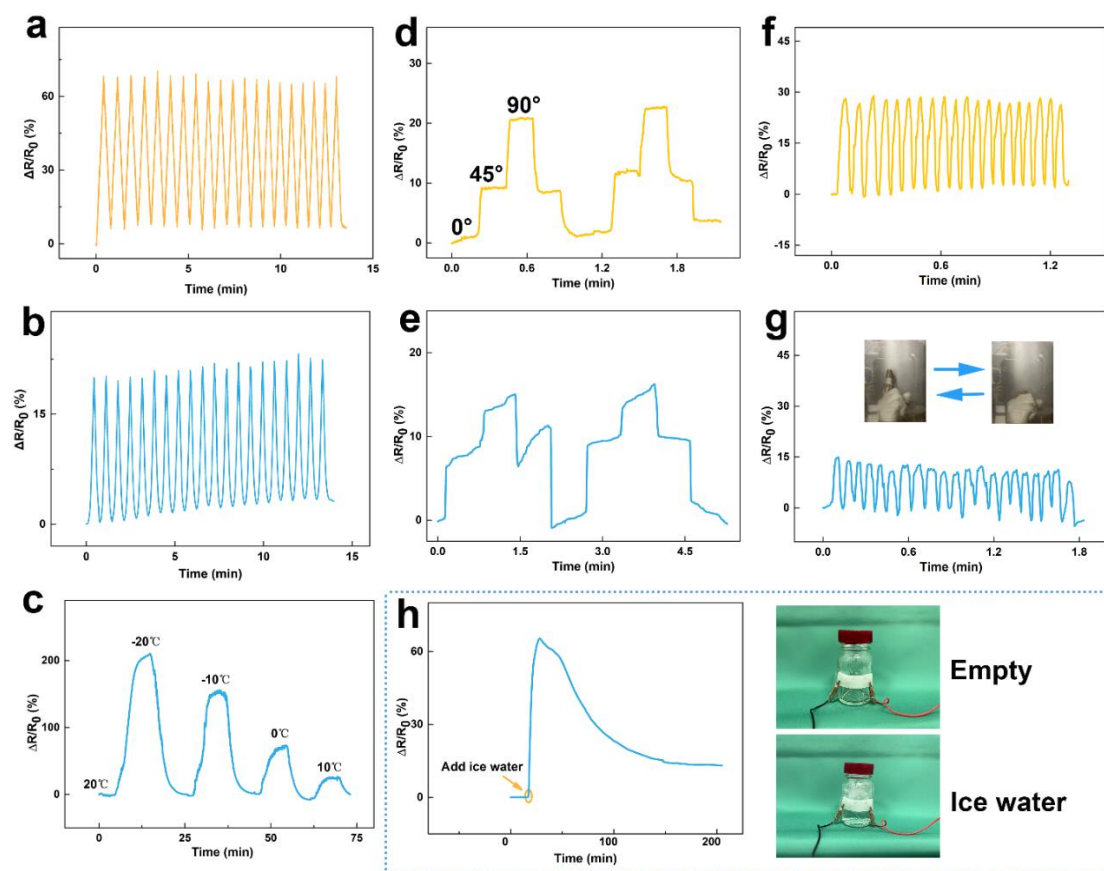 a
ΔR/R0 (%)
60
30
0
0 5 10 15
Time (min)
b
ΔR/R0 (%)
15
0
0 5 10 15
Time (min)
c
ΔR/R0 (%)
200
150
100
50
0
-20℃
-10℃
0℃
10℃
20℃
0 25 50 75
Time (min)
d
ΔR/R0 (%)
30
20
10
0
90°
45°
0°
0.0 0.6 1.2 1.8
Time (min)
e
ΔR/R0 (%)
20
15
10
5
0
0.0 1.5 3.0 4.5
Time (min)
f
ΔR/R0 (%)
45
30
15
0
-15
0.0 0.6 1.2
Time (min)
g
ΔR/R0 (%)
45
30
15
0
0.0 0.6 1.2 1.8
Time (min)
h
ΔR/R0 (%)
60
30
0
Add ice water
0 100 200
Time (min)
Empty
Ice water